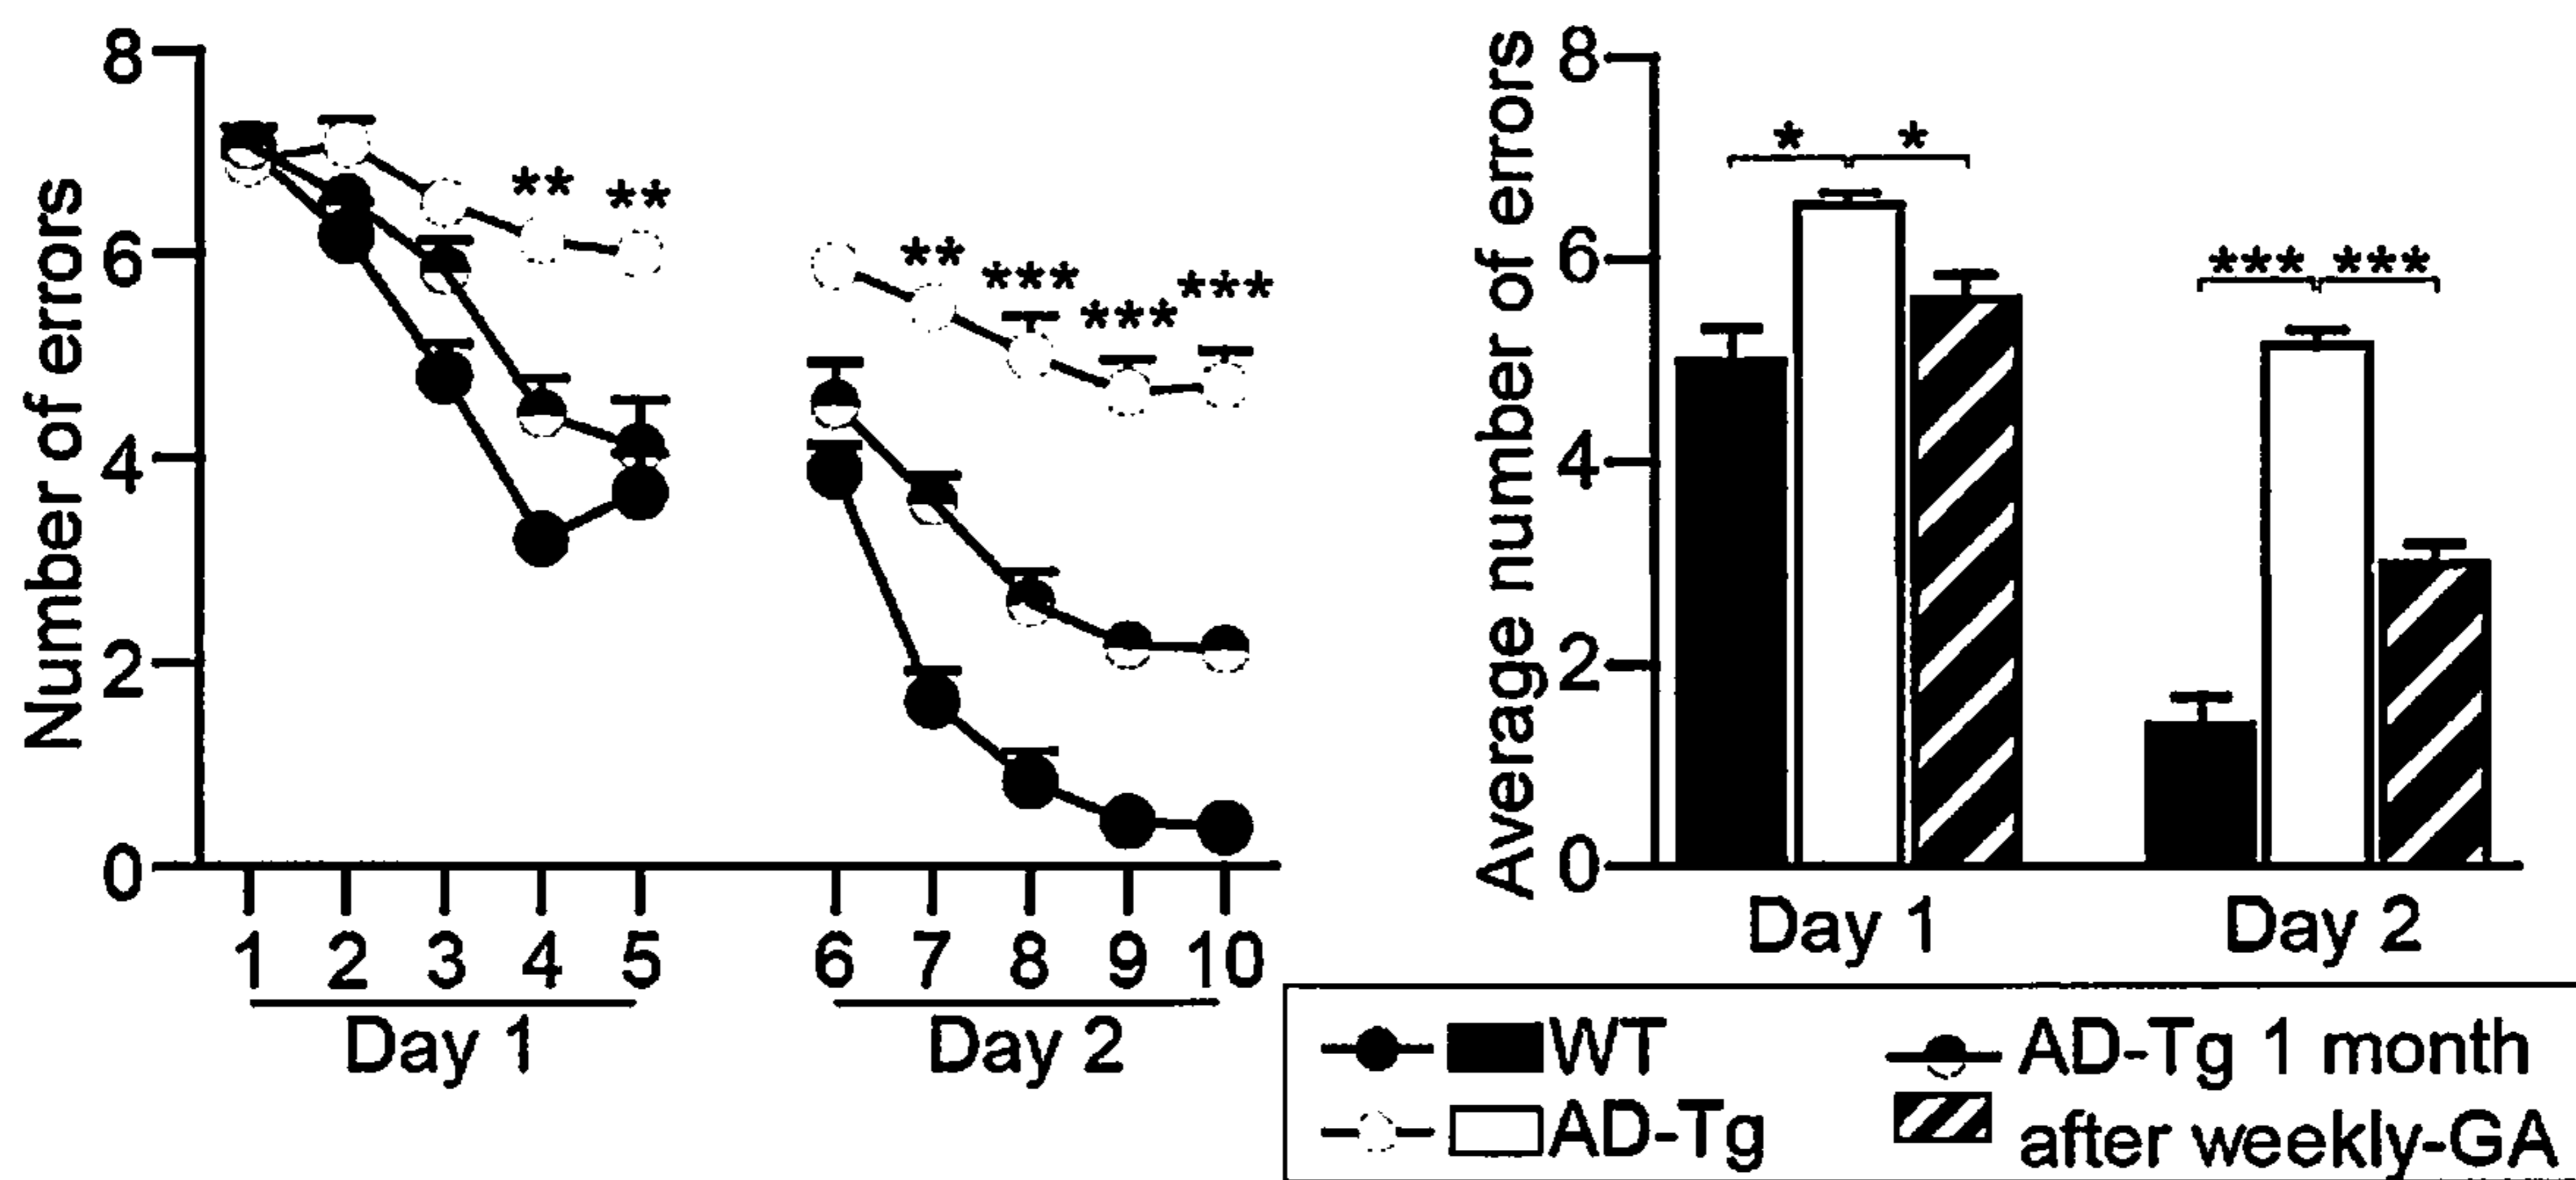 Number of errors
8
6
4
2
0
** **
** *** *** ***
1 2 3 4 5 6 7 8 9 10
Day 1 Day 2
Average number of errors
8
6
4
2
0
* *
*** ***
Day 1 Day 2
WT
AD-Tg
AD-Tg 1 month
after weekly-GA